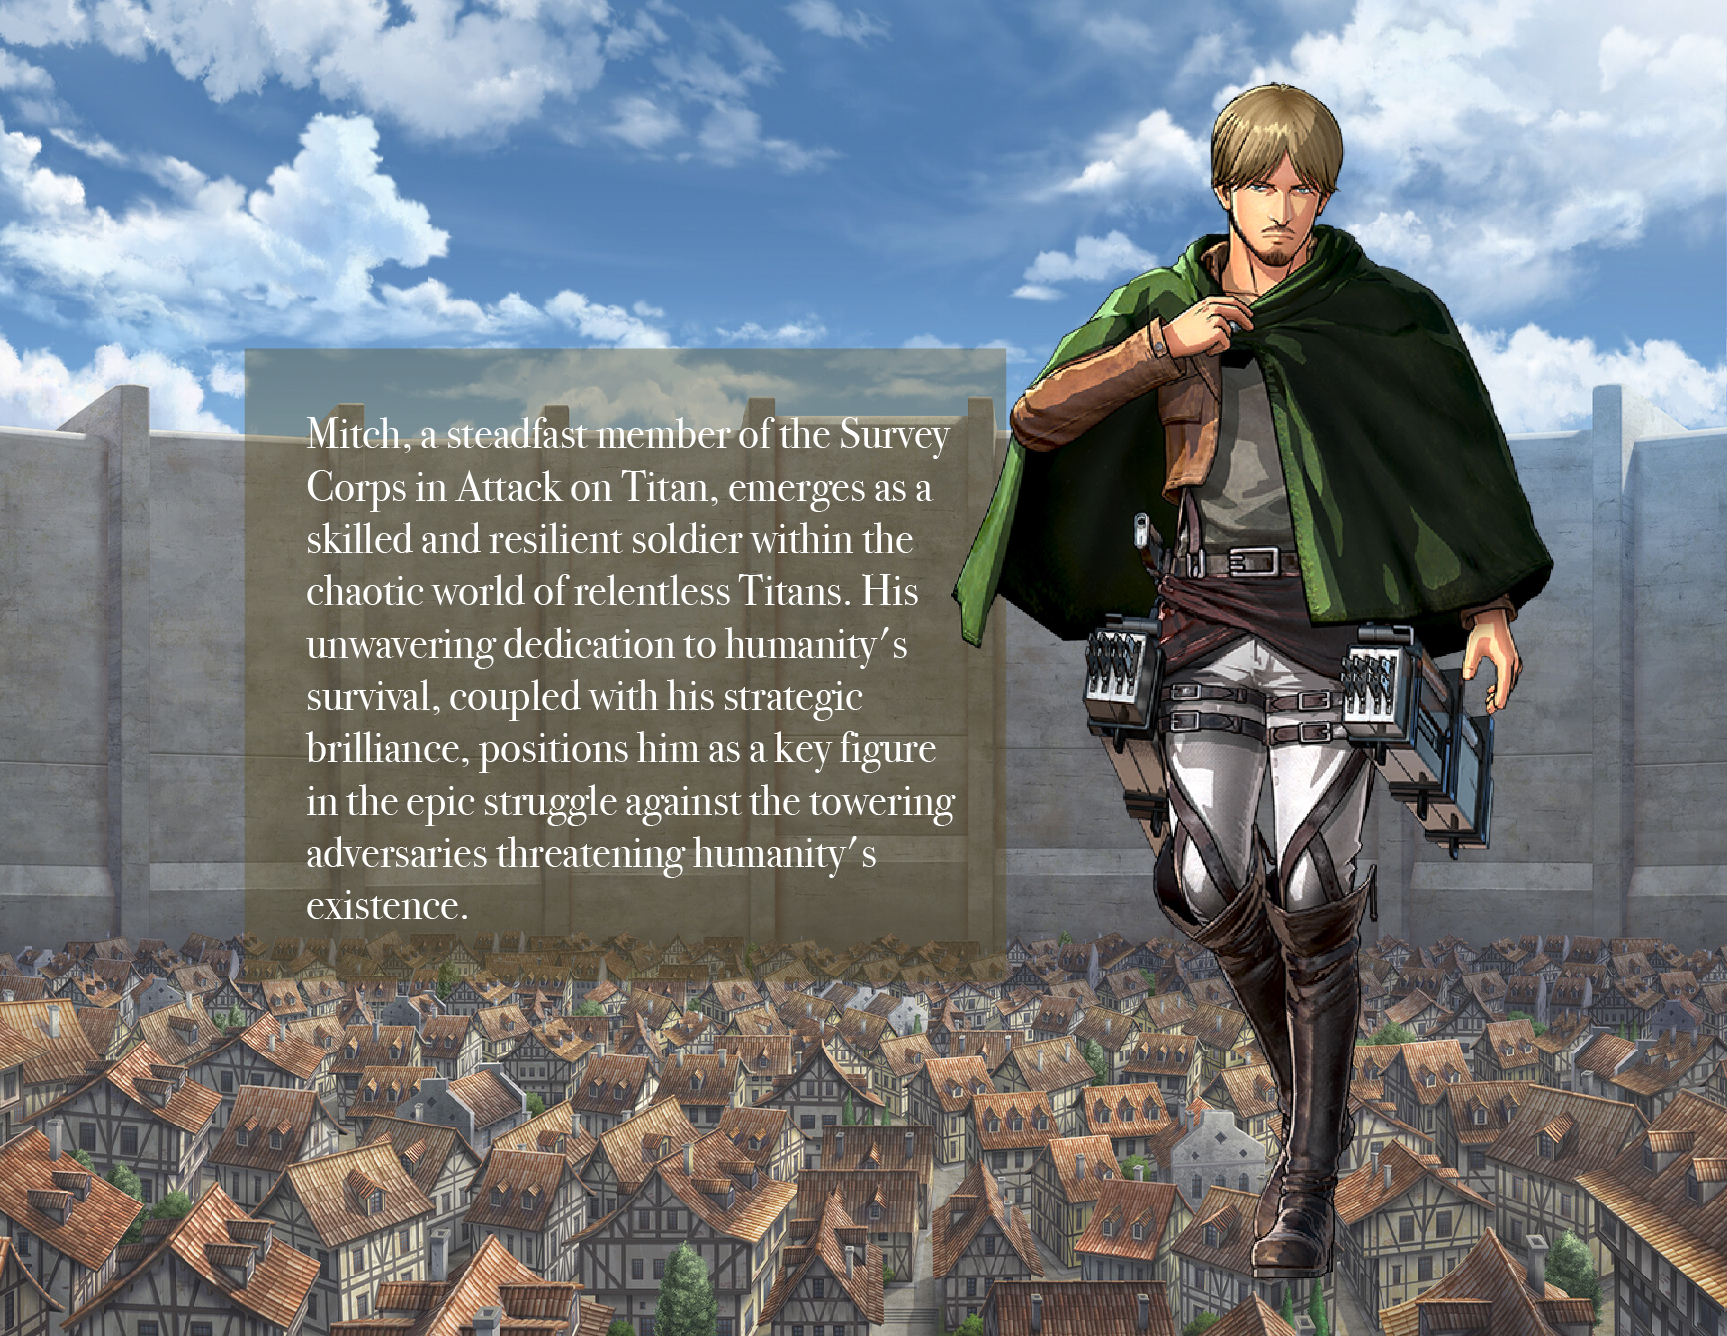 Mitch, a steadfast member of the Survey
Corps in Attack on Titan, emerges as a
skilled and resilient soldier within the
chaotic world of relentless Titans. His
unwavering dedication to humanity's
survival, coupled with his strategic
brilliance, positions him as a key figure
in the epic struggle against the towering
adversaries threatening humanity's
existence.